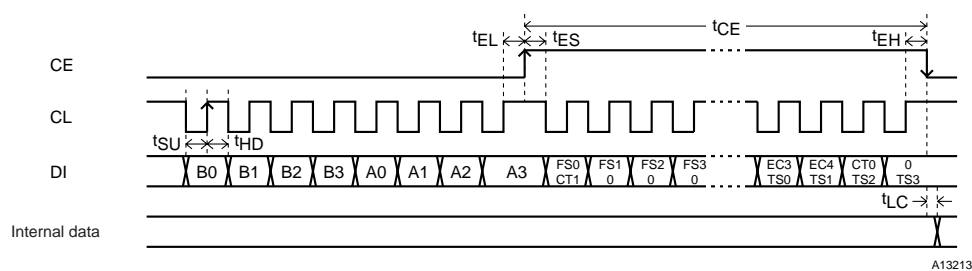 tCE
tEL
tES
tEH
CE
CL
tSU
tHD
DI
B0 B1 B2 B3 A0 A1 A2 A3 FS0 FS1 FS2 FS3 EC3 EC4 CT0 0
CT1 0 0 0 TS0 TS1 TS2 TS3
tLC
Internal data
A13213